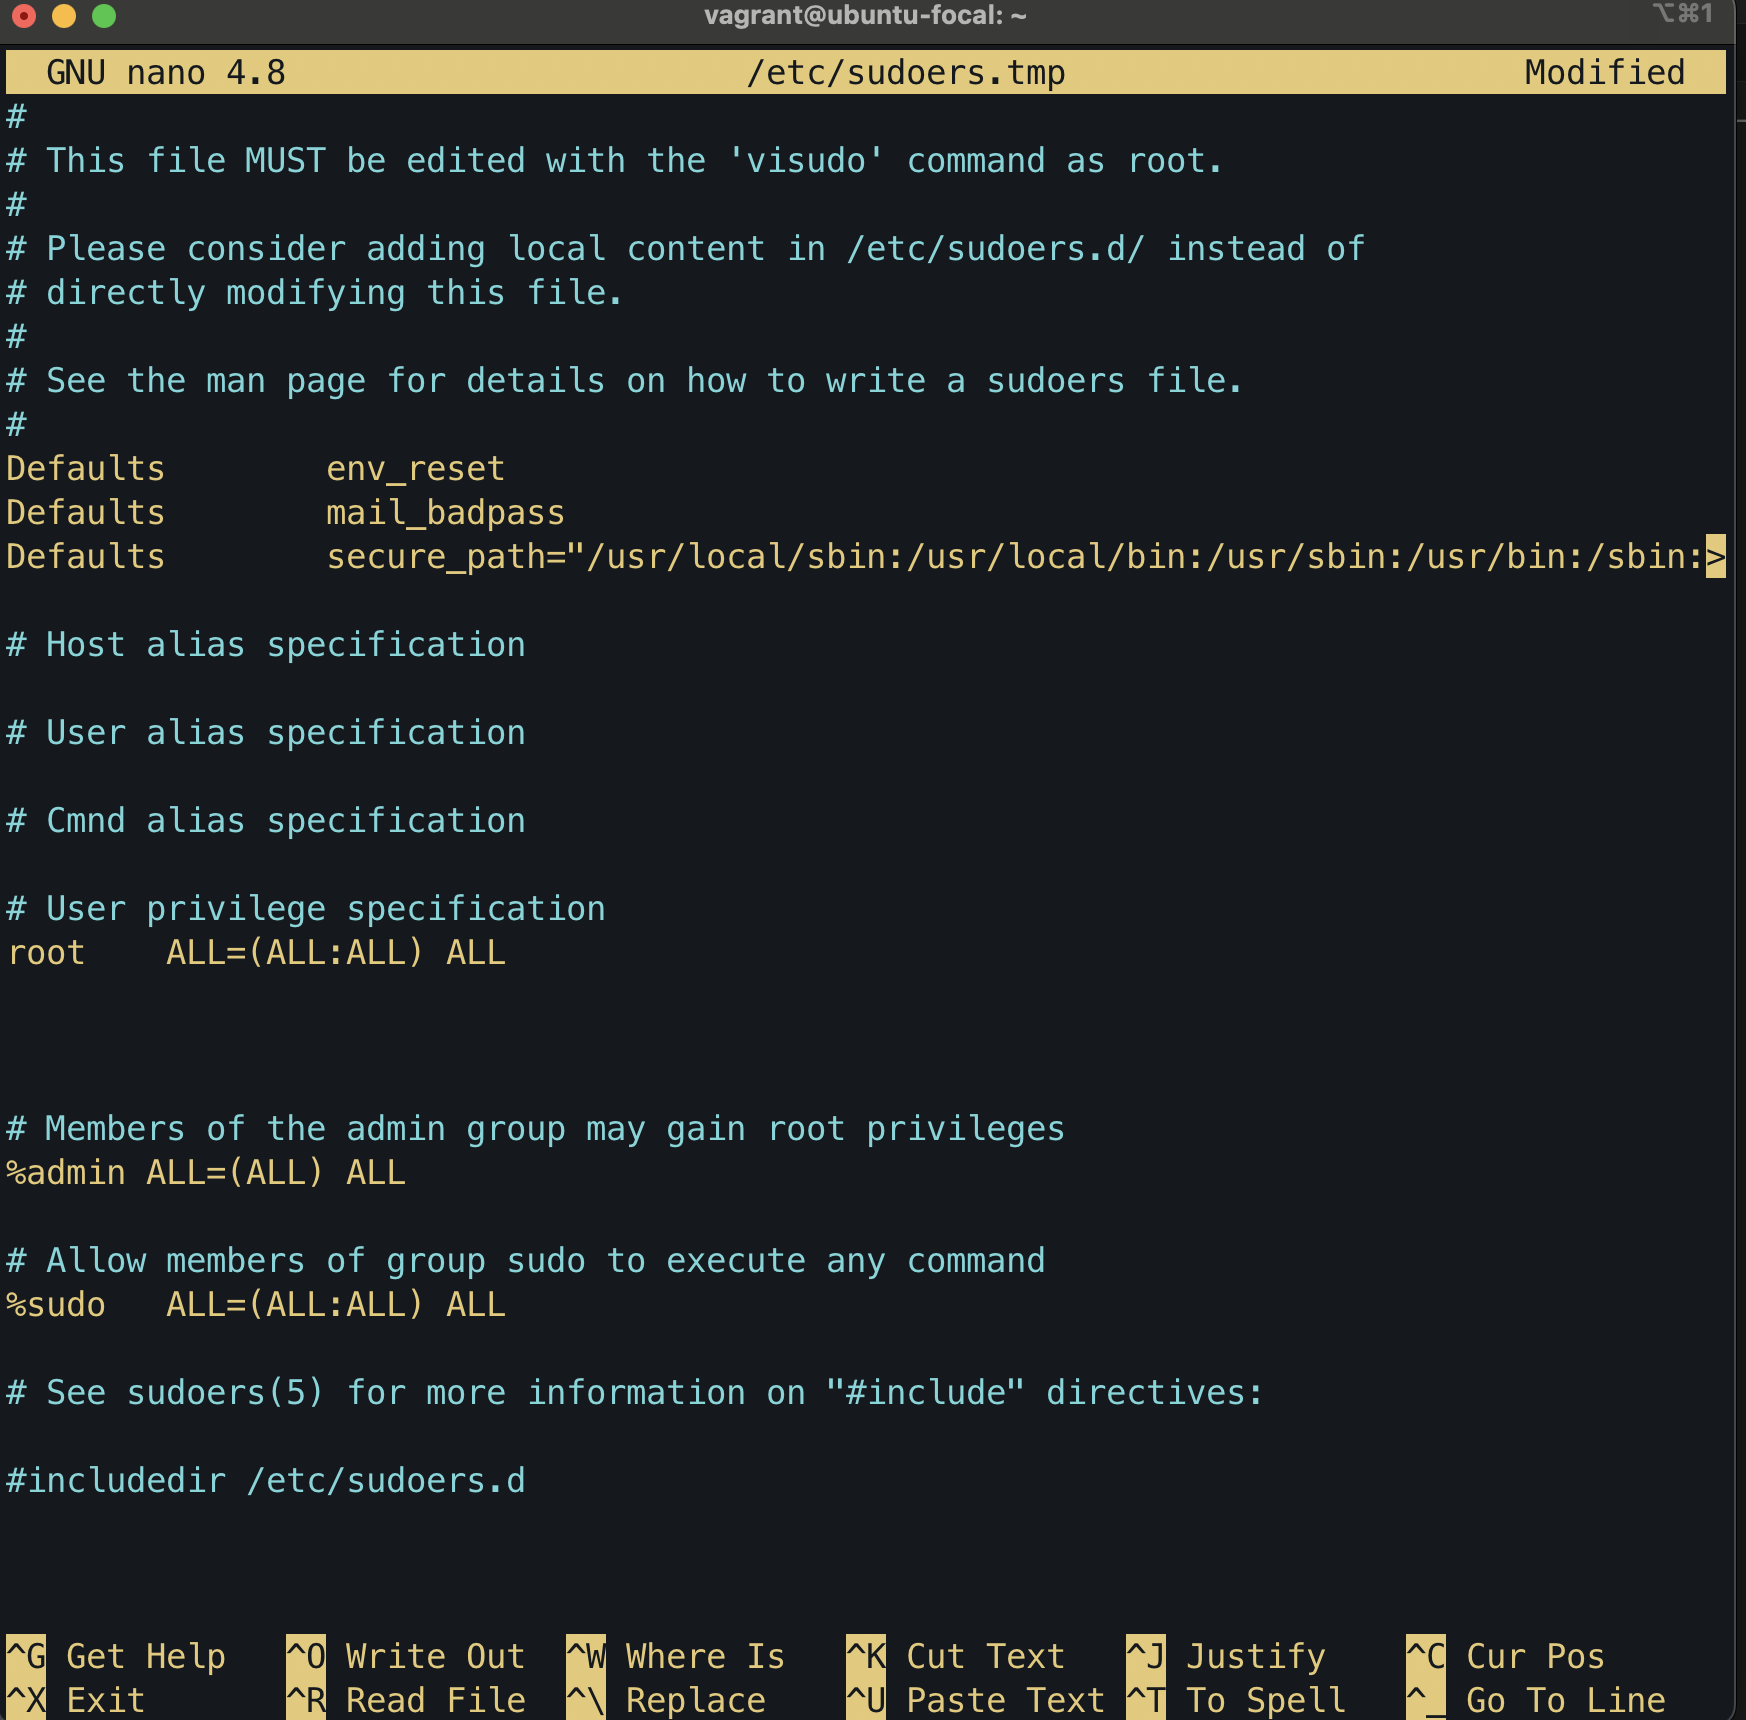 vagrant@ubuntu-focal: ~ ⌥⌘1
GNU nano 4.8 /etc/sudoers.tmp Modified
#
# This file MUST be edited with the 'visudo' command as root.
#
# Please consider adding local content in /etc/sudoers.d/ instead of
# directly modifying this file.
#
# See the man page for details on how to write a sudoers file.
#
Defaults        env_reset
Defaults        mail_badpass
Defaults        secure_path="/usr/local/sbin:/usr/local/bin:/usr/sbin:/usr/bin:/sbin:>
# Host alias specification
# User alias specification
# Cmnd alias specification
# User privilege specification
root    ALL=(ALL:ALL) ALL
# Members of the admin group may gain root privileges
%admin ALL=(ALL) ALL
# Allow members of group sudo to execute any command
%sudo   ALL=(ALL:ALL) ALL
# See sudoers(5) for more information on "#include" directives:
#includedir /etc/sudoers.d
^G Get Help ^O Write Out ^W Where Is ^K Cut Text ^J Justify ^C Cur Pos
^X Exit ^R Read File ^\ Replace ^U Paste Text ^T To Spell ^_ Go To Line